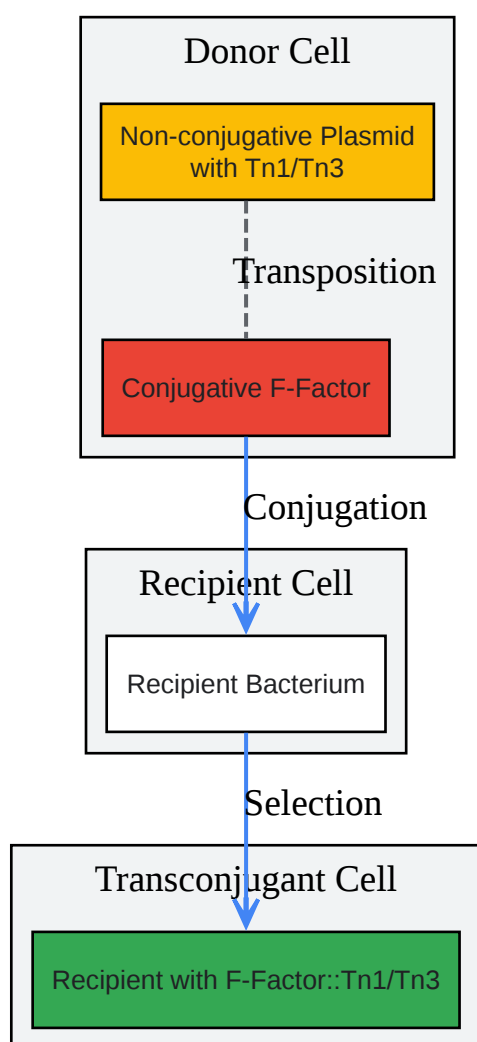 Donor Cell
Non-conjugative Plasmid
with Tn1/Tn3
Transposition
Conjugative F-Factor
Conjugation
Recipient Cell
Recipient Bacterium
Selection
Transconjugant Cell
Recipient with F-Factor::Tn1/Tn3